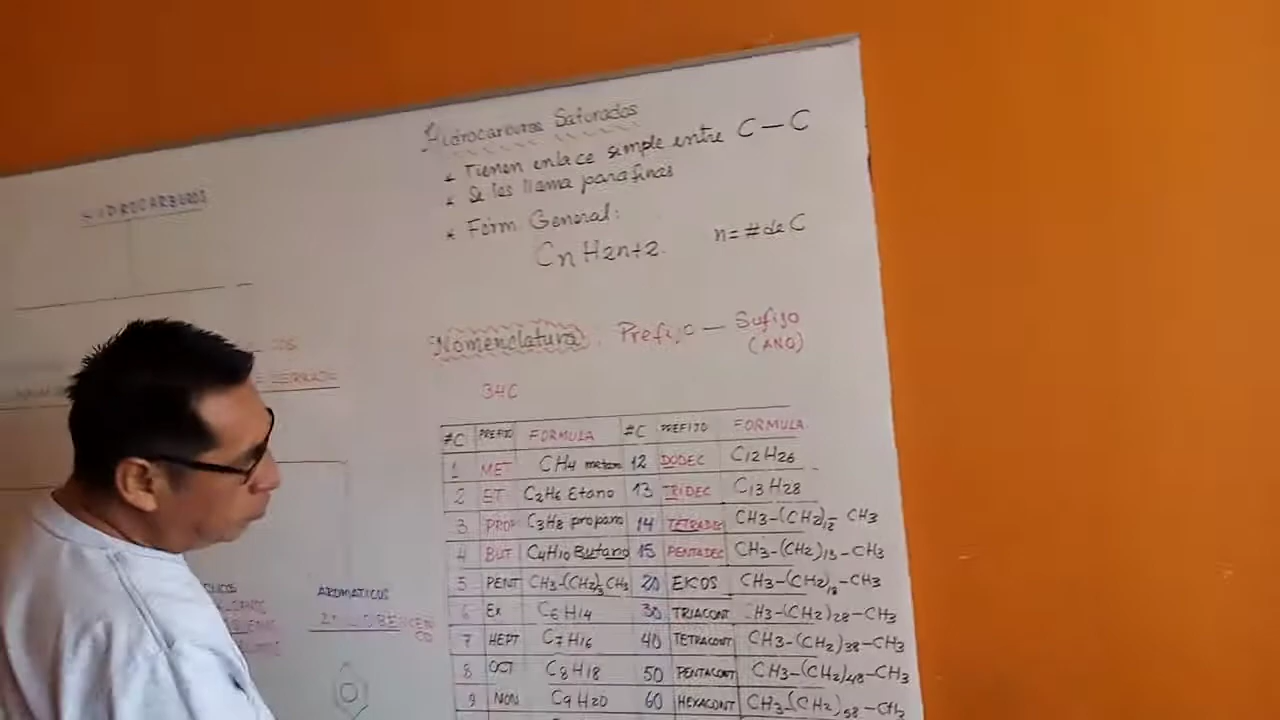 HIDROCARBUROS
AROMATICOS
Hidrocarburos Saturados
* Tienen enlace simple entre C-C
* Se les llama parafinas
* Form General:
CnH2n+2. n=#de C
Nomenclatura: Prefijo - Sufijo
(ANO)
34C
#C PREFIJO FORMULA #C PREFIJO FORMULA
1 MET CH4 metan 12 DODEC C12H26
2 ET C2H6 Etano 13 TRIDEC C13H28
3 PROP C3H8 propano 14 TETRADEC CH3-(CH2)12-CH3
4 BUT C4H10 Butano 15 PENTADEC CH3-(CH2)13-CH3
5 PENT CH3-(CH2)3CH3 20 EICOS CH3-(CH2)18-CH3
6 Ex C6H14 30 TRIACONT CH3-(CH2)28-CH3
7 HEPT C7H16 40 TETRACONT CH3-(CH2)38-CH3
8 OCT C8H18 50 PENTACONT CH3-(CH2)48-CH3
9 NON C9H20 60 HEXACONT CH3-(CH2)58-CH3